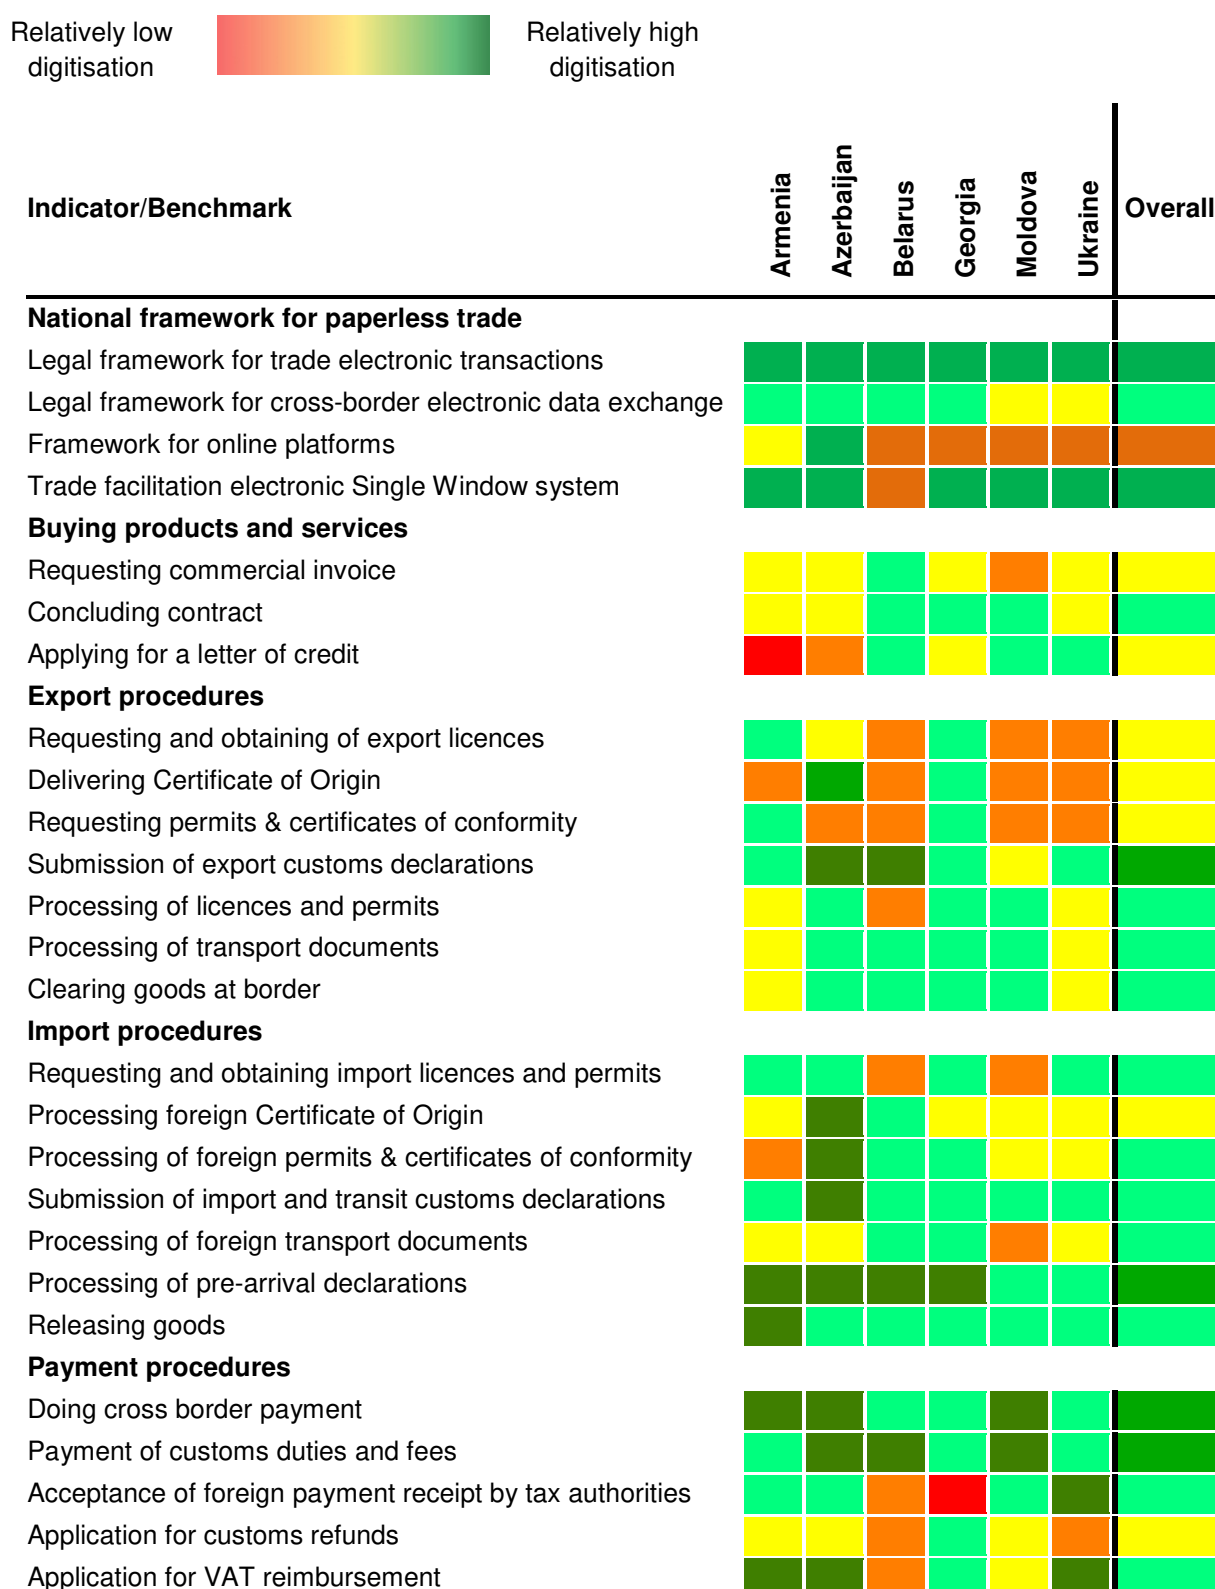 Relatively low
digitisation
Relatively high
digitisation
Indicator/Benchmark
Armenia
Azerbaijan
Belarus
Georgia
Moldova
Ukraine
Overall
National framework for paperless trade
Legal framework for trade electronic transactions
Legal framework for cross-border electronic data exchange
Framework for online platforms
Trade facilitation electronic Single Window system
Buying products and services
Requesting commercial invoice
Concluding contract
Applying for a letter of credit
Export procedures
Requesting and obtaining of export licences
Delivering Certificate of Origin
Requesting permits & certificates of conformity
Submission of export customs declarations
Processing of licences and permits
Processing of transport documents
Clearing goods at border
Import procedures
Requesting and obtaining import licences and permits
Processing foreign Certificate of Origin
Processing of foreign permits & certificates of conformity
Submission of import and transit customs declarations
Processing of foreign transport documents
Processing of pre-arrival declarations
Releasing goods
Payment procedures
Doing cross border payment
Payment of customs duties and fees
Acceptance of foreign payment receipt by tax authorities
Application for customs refunds
Application for VAT reimbursement